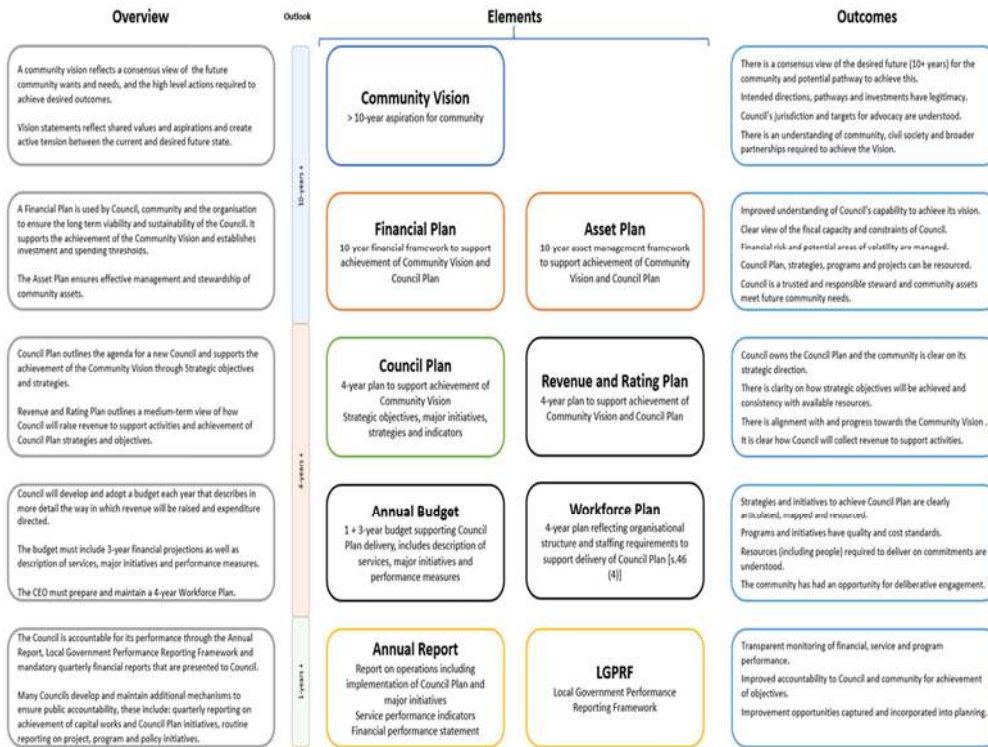 Overview
Outlook
Elements
Outcomes
A community vision reflects a consensus view of the future
community wants and needs, and the high level actions required to
achieve desired outcomes.
Vision statements reflect shared values and aspirations and create
active tension between the current and desired future state.
10-years +
Community Vision
> 10-year aspiration for community
There is a consensus view of the desired future (10+ years) for the
community and potential pathway to achieve this.
Intended directions, pathways and investments have legitimacy.
Council's jurisdiction and targets for advocacy are understood.
There is an understanding of community, civil society and broader
partnerships required to achieve the Vision.
A Financial Plan is used by Council, community and the organisation
to ensure the long term viability and sustainability of the Council. It
supports the achievement of the Community Vision and establishes
investment and spending thresholds.
The Asset Plan ensures effective management and stewardship of
community assets.
Financial Plan
10 year financial framework to support
achievement of Community Vision and
Council Plan
Asset Plan
10 year asset management framework
to support achievement of Community
Vision and Council Plan
Improved understanding of Council's capability to achieve its vision.
Clear view of the fiscal capacity and constraints of Council.
Financial risk and potential areas of volatility are managed.
Council Plan, strategies, programs and projects can be resourced.
Council is a trusted and responsible steward and community assets
meet future community needs.
Council Plan outlines the agenda for a new Council and supports the
achievement of the Community Vision through Strategic objectives
and strategies.
Revenue and Rating Plan outlines a medium-term view of how
Council will raise revenue to support activities and achievement of
Council Plan strategies and objectives.
4-years +
Council Plan
4-year plan to support achievement of
Community Vision
Strategic objectives, major initiatives,
strategies and indicators
Revenue and Rating Plan
4-year plan to support achievement of
Community Vision and Council Plan
Council owns the Council Plan and the community is clear on its
strategic direction.
There is clarity on how strategic objectives will be achieved and
consistency with available resources.
There is alignment with and progress towards the Community Vision .
It is clear how Council will collect revenue to support activities.
Council will develop and adopt a budget each year that describes in
more detail the way in which revenue will be raised and expenditure
directed.
The budget must include 3-year financial projections as well as
description of services, major initiatives and performance measures.
The CEO must prepare and maintain a 4-year Workforce Plan.
Annual Budget
1 + 3-year budget supporting Council
Plan delivery, includes description of
services, major initiatives and
performance measures
Workforce Plan
4-year plan reflecting organisational
structure and staffing requirements to
support delivery of Council Plan [s.46
(4)]
Strategies and initiatives to achieve Council Plan are clearly
articulated, mapped and resourced.
Programs and initiatives have quality and cost standards.
Resources (including people) required to deliver on commitments are
understood.
The community has had an opportunity for deliberative engagement.
The Council is accountable for its performance through the Annual
Report, Local Government Performance Reporting Framework and
mandatory quarterly financial reports that are presented to Council.
Many Councils develop and maintain additional mechanisms to
ensure public accountability, these include: quarterly reporting on
achievement of capital works and Council Plan initiatives, routine
reporting on project, program and policy initiatives.
1-years +
Annual Report
Report on operations including
implementation of Council Plan and
major initiatives
Service performance indicators
Financial performance statement
LGPRF
Local Government Performance
Reporting Framework
Transparent monitoring of financial, service and program
performance.
Improved accountability to Council and community for achievement
of objectives.
Improvement opportunities captured and incorporated into planning.